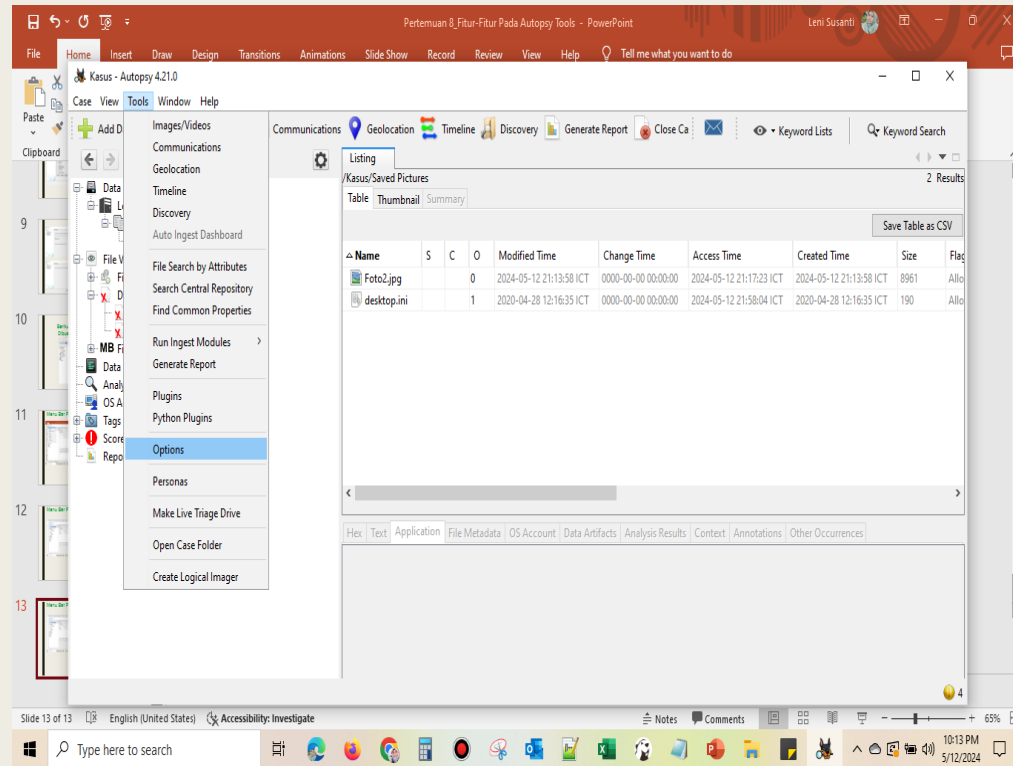 Pertemuan 8_Fitur-Fitur Pada Autopsy Tools - PowerPoint
Leni Susanti
File Home Insert Draw Design Transitions Animations Slide Show Record Review View Help Tell me what you want to do
Paste
Clipboard
9
10
11
12
13
Kasus - Autopsy 4.21.0
Case View Tools Window Help
Add D
Communications Geolocation Timeline Discovery Generate Report Close Ca Keyword Lists Keyword Search
Images/Videos
Communications
Geolocation
Timeline
Discovery
Auto Ingest Dashboard
File Search by Attributes
Search Central Repository
Find Common Properties
Run Ingest Modules
Generate Report
Plugins
Python Plugins
Options
Personas
Make Live Triage Drive
Open Case Folder
Create Logical Imager
Data
File V
MB Fi
Data
Analy
OS A
Tags
Score
Repo
Listing
/Kasus/Saved Pictures
2 Results
Table Thumbnail Summary
Save Table as CSV
Name S C O Modified Time Change Time Access Time Created Time Size Flag
Foto2.jpg 0 2024-05-12 21:13:58 ICT 0000-00-00 00:00:00 2024-05-12 21:17:23 ICT 2024-05-12 21:13:58 ICT 8961 Allo
desktop.ini 1 2020-04-28 12:16:35 ICT 0000-00-00 00:00:00 2024-05-12 21:58:04 ICT 2020-04-28 12:16:35 ICT 190 Allo
Hex Text Application File Metadata OS Account Data Artifacts Analysis Results Context Annotations Other Occurrences
4
Slide 13 of 13 English (United States) Accessibility: Investigate Notes Comments 65%
Type here to search
10:13 PM
5/12/2024